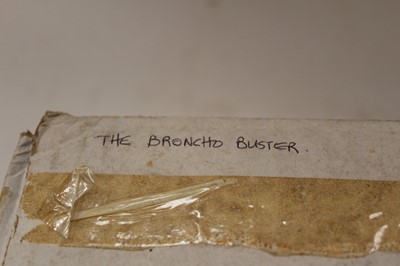 THE BRONCHO BUSTER.